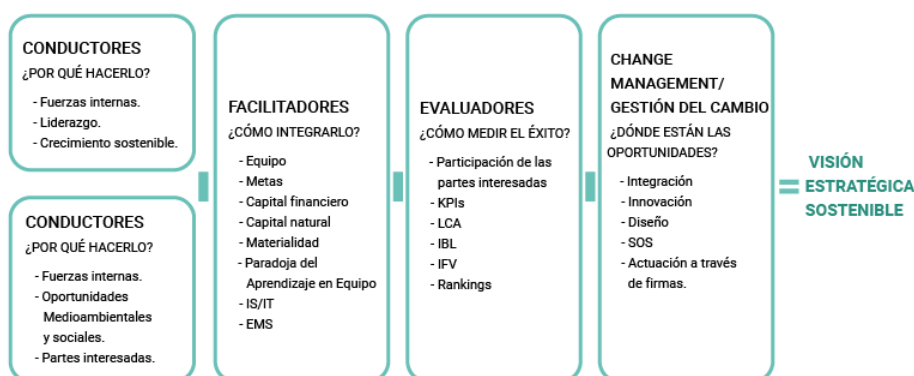 CONDUCTORES
¿POR QUÉ HACERLO?
- Fuerzas internas.
- Liderazgo.
- Crecimiento sostenible.
CONDUCTORES
¿POR QUÉ HACERLO?
- Fuerzas internas.
- Oportunidades
Medioambientales
y sociales.
- Partes interesadas.
FACILITADORES
¿CÓMO INTEGRARLO?
- Equipo
- Metas
- Capital financiero
- Capital natural
- Materialidad
- Paradoja del
Aprendizaje en Equipo
- IS/IT
- EMS
EVALUADORES
¿CÓMO MEDIR EL ÉXITO?
- Participación de las
partes interesadas
- KPIs
- LCA
- IBL
- IFV
- Rankings
CHANGE
MANAGEMENT/
GESTIÓN DEL CAMBIO
¿DÓNDE ESTÁN LAS
OPORTUNIDADES?
- Integración
- Innovación
- Diseño
- SOS
- Actuación a través
de firmas.
=
VISIÓN
ESTRATÉGICA
SOSTENIBLE